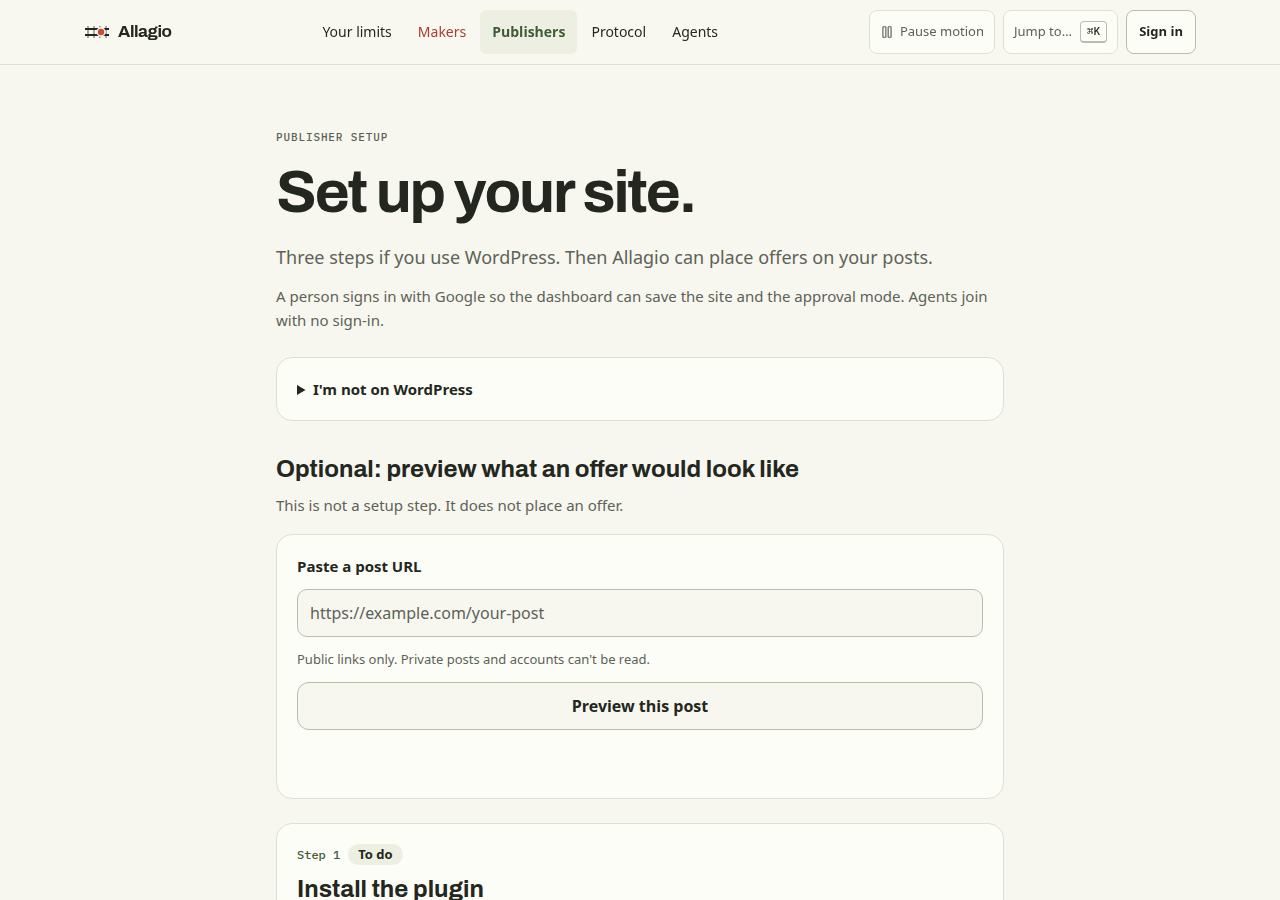 Allagio
Your limits
Makers
Publishers
Protocol
Agents
Pause motion
Jump to... ⌘K
Sign in
PUBLISHER SETUP
Set up your site.
Three steps if you use WordPress. Then Allagio can place offers on your posts.
A person signs in with Google so the dashboard can save the site and the approval mode. Agents join
with no sign-in.
I'm not on WordPress
Optional: preview what an offer would look like
This is not a setup step. It does not place an offer.
Paste a post URL
https://example.com/your-post
Public links only. Private posts and accounts can't be read.
Preview this post
Step 1 To do
Install the plugin